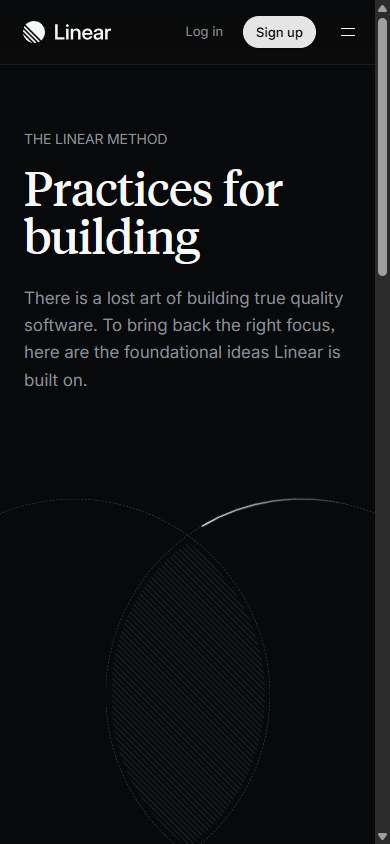 Linear
Log in
Sign up
THE LINEAR METHOD
Practices for
building
There is a lost art of building true quality
software. To bring back the right focus,
here are the foundational ideas Linear is
built on.